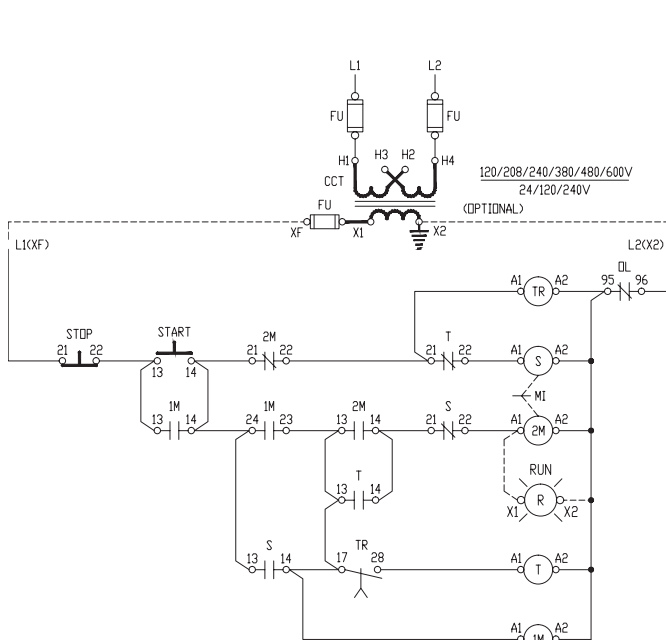 L1 L2
FU FU
H1 H3 H2 H4
CCT
120/208/240/380/480/600V
24/120/240V
(OPTIONAL)
FU
XF X1 X2
L1(XF) L2(X2)
OL
A1 TR A2 95 96
STOP START 2M T
21 22 13 14 21 22 21 22 A1 S A2
MI
1M 1M 2M S
13 14 24 23 13 14 21 22 A1 2M A2
RUN
T
13 14 X1 R X2
S TR
13 14 17 28 A1 T A2
A1 1M A2